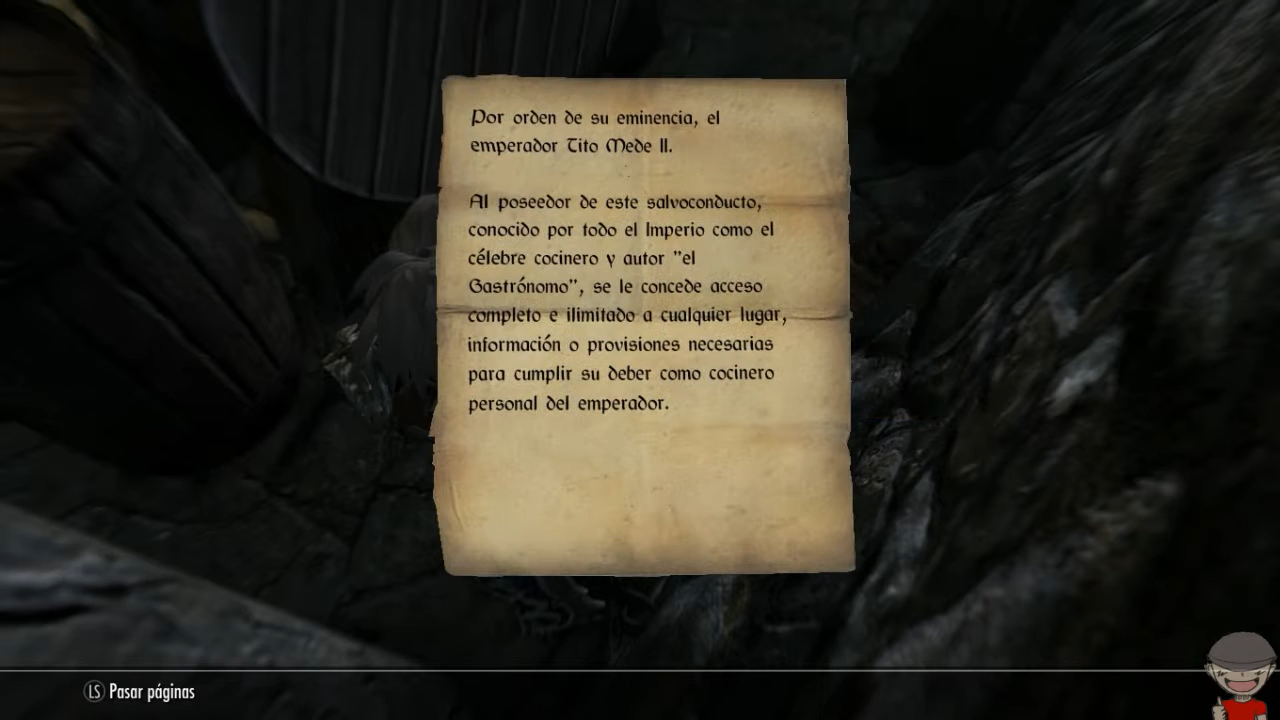 Por orden de su eminencia, el
emperador Tito Mede II.
Al poseedor de este salvoconducto,
conocido por todo el Imperio como el
célebre cocinero y autor "el
Gastrónomo", se le concede acceso
completo e ilimitado a cualquier lugar,
información o provisiones necesarias
para cumplir su deber como cocinero
personal del emperador.
LS Pasar páginas